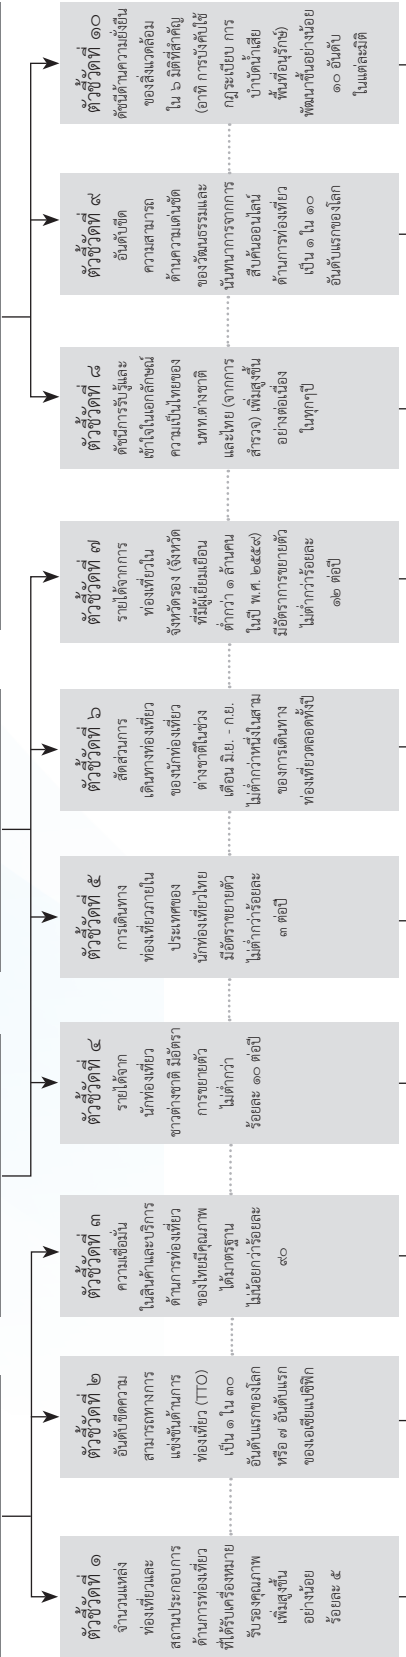 ตัวชี้วัดที่ ๑
จำนวนแหล่ง
ท่องเที่ยวและ
สถานประกอบการ
ด้านการท่องเที่ยว
ที่ได้รับเครื่องหมาย
รับรองคุณภาพ
เพิ่มสูงขึ้น
อย่างน้อย
ร้อยละ ๕
ตัวชี้วัดที่ ๒
อันดับขีดความ
สามารถทางการ
แข่งขันด้านการ
ท่องเที่ยว (TTCI)
เป็น ๑ ใน ๓๐
อันดับแรกของโลก
หรือ ๗ อันดับแรก
ของเอเชียแปซิฟิก
ตัวชี้วัดที่ ๓
ความเชื่อมั่น
ในสินค้าและบริการ
ด้านการท่องเที่ยว
ของไทยมีคุณภาพ
ได้มาตรฐาน
ไม่น้อยกว่าร้อยละ
๙๐
ตัวชี้วัดที่ ๔
รายได้จาก
นักท่องเที่ยว
ชาวต่างชาติ มีอัตรา
การขยายตัว
ไม่ต่ำกว่า
ร้อยละ ๑๐ ต่อปี
ตัวชี้วัดที่ ๕
การเดินทาง
ท่องเที่ยวภายใน
ประเทศของ
นักท่องเที่ยวไทย
มีอัตราขยายตัว
ไม่ต่ำกว่าร้อยละ
๓ ต่อปี
ตัวชี้วัดที่ ๖
สัดส่วนการ
เดินทางท่องเที่ยว
ของนักท่องเที่ยว
ต่างชาติในช่วง
เดือน มิ.ย. - ก.ย.
ไม่ต่ำกว่าหนึ่งในสาม
ของการเดินทาง
ท่องเที่ยวตลอดทั้งปี
ตัวชี้วัดที่ ๗
รายได้จากการ
ท่องเที่ยวใน
จังหวัดรอง (จังหวัด
ที่มีผู้เยี่ยมเยือน
ต่ำกว่า ๑ ล้านคน
ในปี พ.ศ. ๒๕๕๙)
มีอัตราการขยายตัว
ไม่ต่ำกว่าร้อยละ
๑๒ ต่อปี
ตัวชี้วัดที่ ๘
ดัชนีการรับรู้และ
เข้าใจในเอกลักษณ์
ความเป็นไทยของ
นทท.ต่างชาติ
และไทย (จากการ
สำรวจ) เพิ่มสูงขึ้น
อย่างต่อเนื่อง
ในทุกๆปี
ตัวชี้วัดที่ ๙
อันดับขีด
ความสามารถ
ด้านความเด่นชัด
ของวัฒนธรรมและ
นันทนาการจากการ
สืบค้นออนไลน์
ด้านการท่องเที่ยว
เป็น ๑ ใน ๑๐
อันดับแรกของโลก
ตัวชี้วัดที่ ๑๐
ดัชนีด้านความยั่งยืน
ของสิ่งแวดล้อม
ใน ๖ มิติที่สำคัญ
(อาทิ การบังคับใช้
กฎระเบียบ การ
บำบัดน้ำเสีย
พื้นที่อนุรักษ์)
พัฒนาขึ้นอย่างน้อย
๑๐ อันดับ
ในแต่ละมิติ